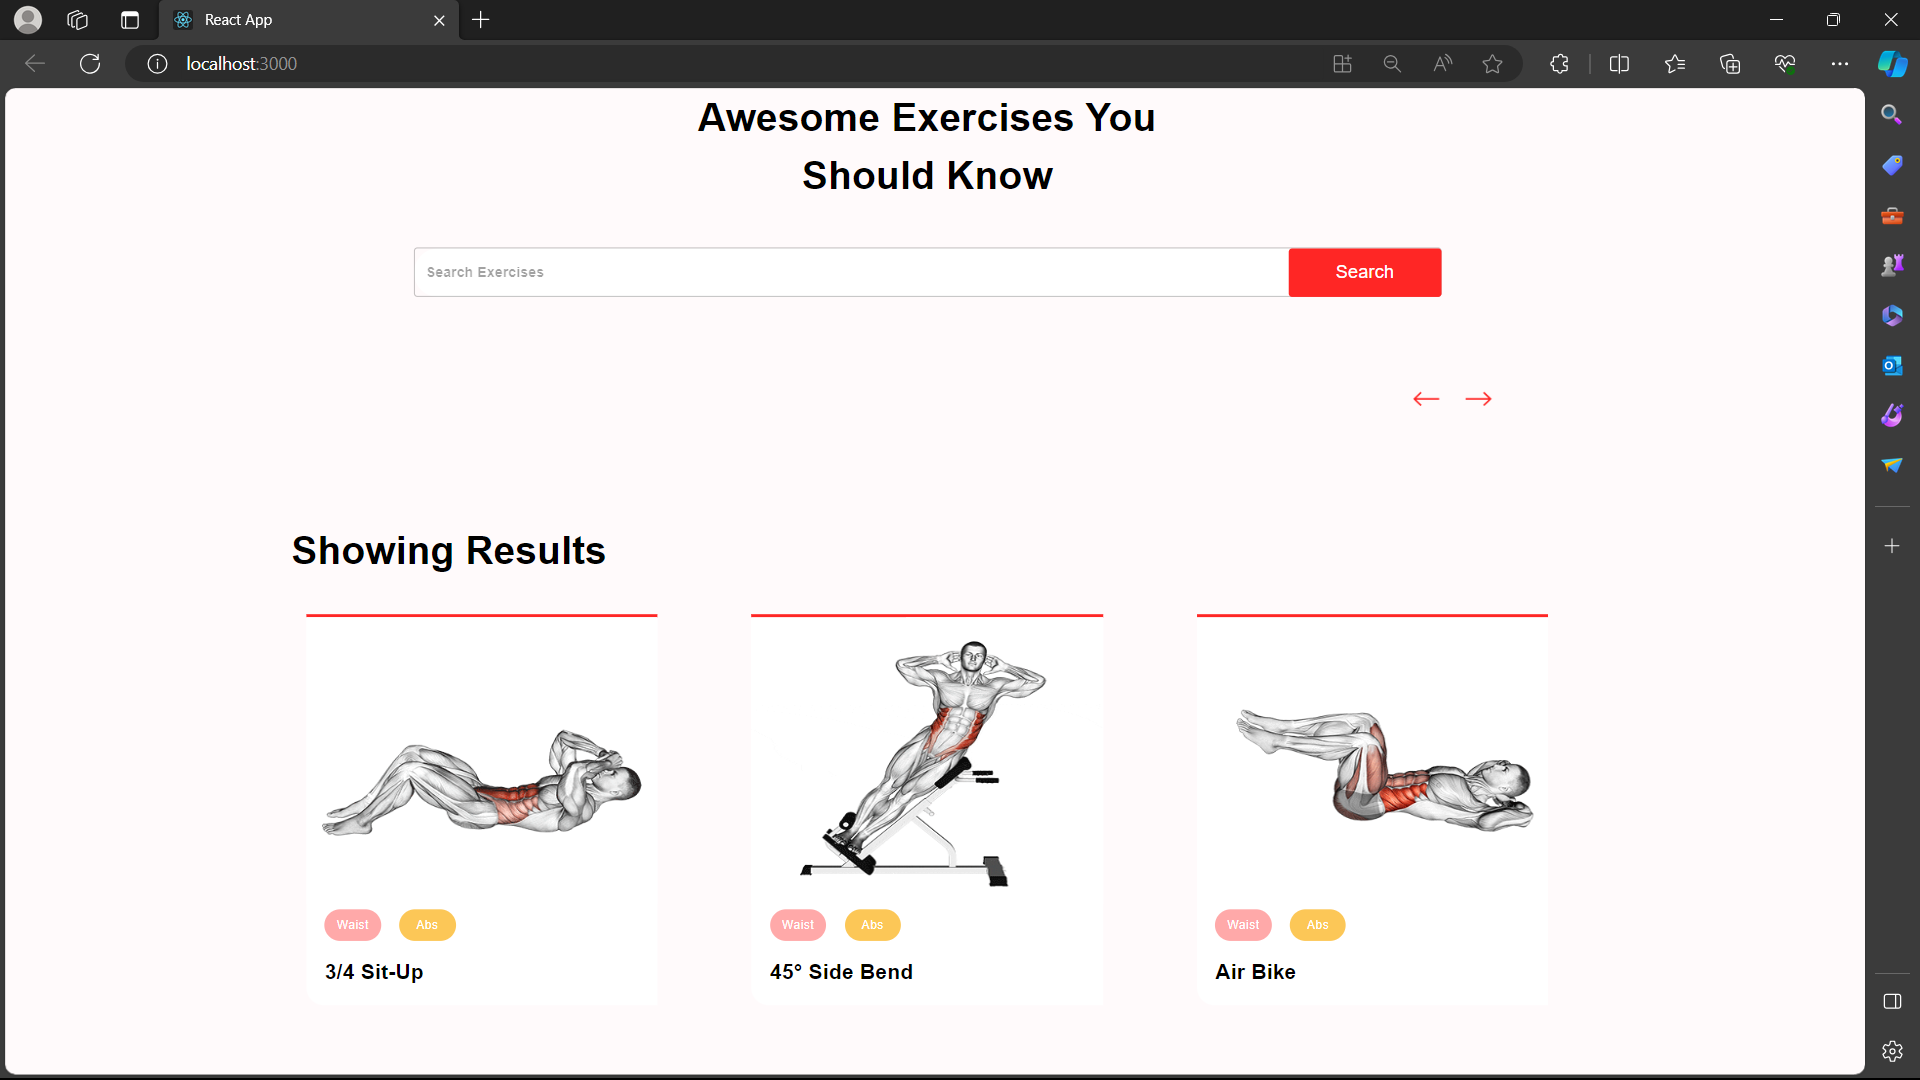 React App
localhost:3000
Awesome Exercises You
Should Know
Search Exercises
Search
Showing Results
Waist Abs
3/4 Sit-Up
Waist Abs
45° Side Bend
Waist Abs
Air Bike